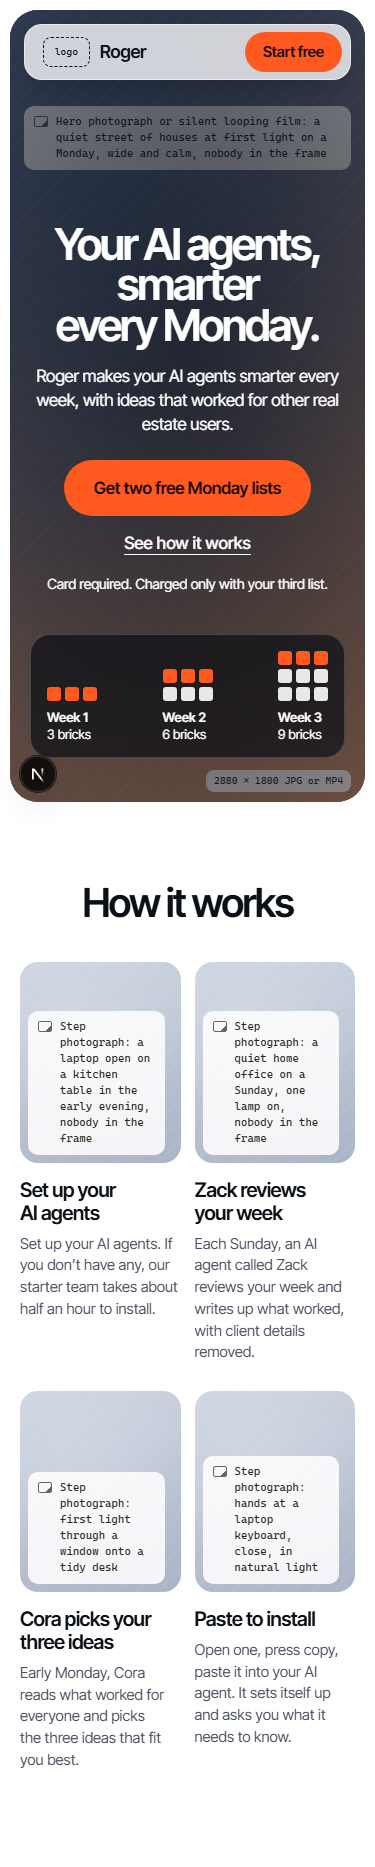 logo
Roger
Start free
Hero photograph or silent looping film: a
quiet street of houses at first light on a
Monday, wide and calm, nobody in the frame
Your AI agents,
smarter
every Monday.
Roger makes your AI agents smarter every
week, with ideas that worked for other real
estate users.
Get two free Monday lists
See how it works
Card required. Charged only with your third list.
Week 1
3 bricks
Week 2
6 bricks
Week 3
9 bricks
N
2880 × 1800 JPG or MP4
How it works
Step
photograph: a
laptop open on
a kitchen
table in the
early evening,
nobody in the
frame
Set up your
AI agents
Set up your AI agents. If
you don’t have any, our
starter team takes about
half an hour to install.
Step
photograph: a
quiet home
office on a
Sunday, one
lamp on,
nobody in the
frame
Zack reviews
your week
Each Sunday, an AI
agent called Zack
reviews your week and
writes up what worked,
with client details
removed.
Step
photograph:
first light
through a
window onto a
tidy desk
Cora picks your
three ideas
Early Monday, Cora
reads what worked for
everyone and picks
the three ideas that fit
you best.
Step
photograph:
hands at a
laptop
keyboard,
close, in
natural light
Paste to install
Open one, press copy,
paste it into your AI
agent. It sets itself up
and asks you what it
needs to know.